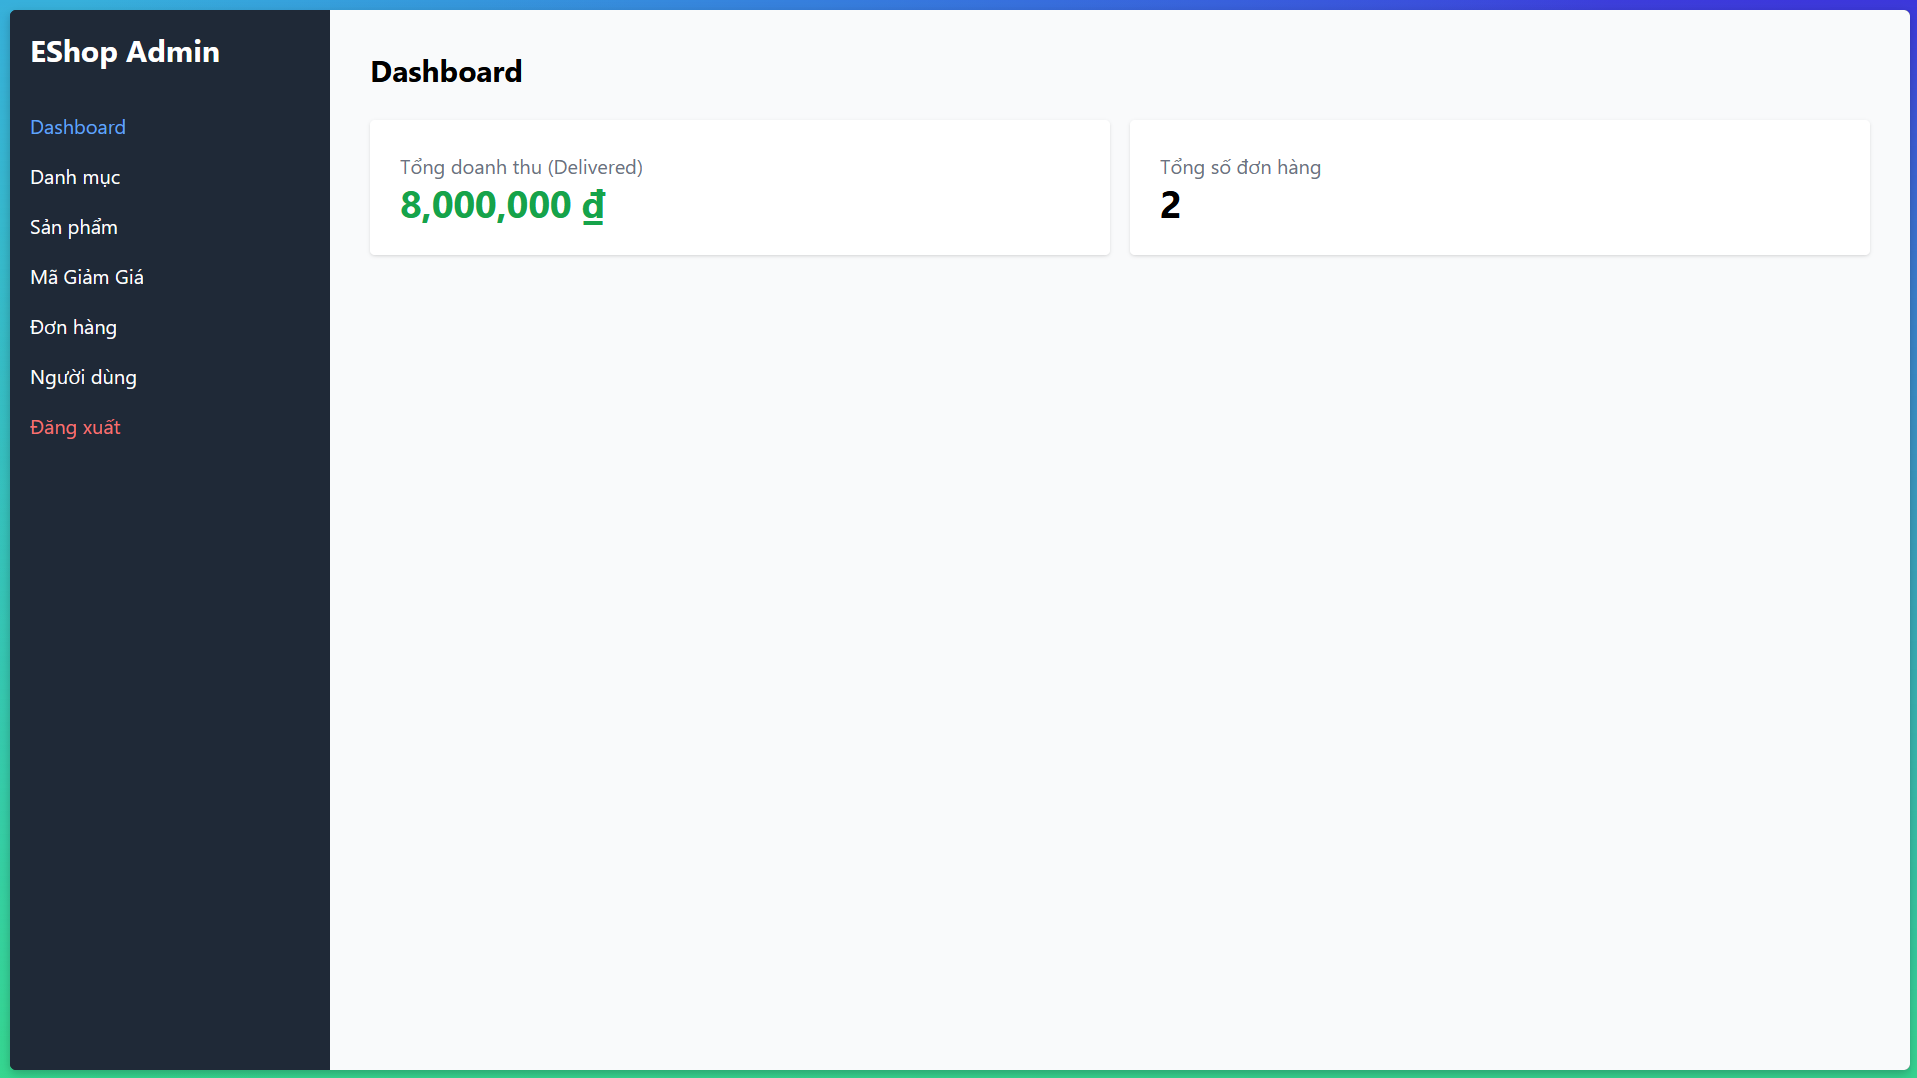 EShop Admin
Dashboard
Danh mục
Sản phẩm
Mã Giảm Giá
Đơn hàng
Người dùng
Đăng xuất
Dashboard
Tổng doanh thu (Delivered)
8,000,000 ₫
Tổng số đơn hàng
2